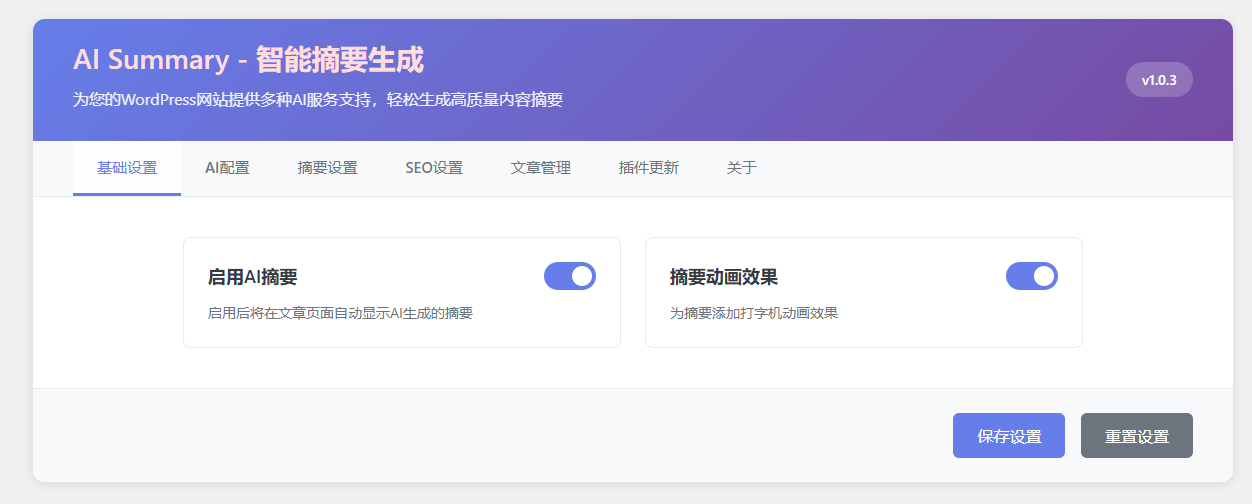 AI Summary - 智能摘要生成
为您的WordPress网站提供多种AI服务支持，轻松生成高质量内容摘要
v1.0.3
基础设置 AI配置 摘要设置 SEO设置 文章管理 插件更新 关于
启用AI摘要
启用后将在文章页面自动显示AI生成的摘要
摘要动画效果
为摘要添加打字机动画效果
保存设置 重置设置